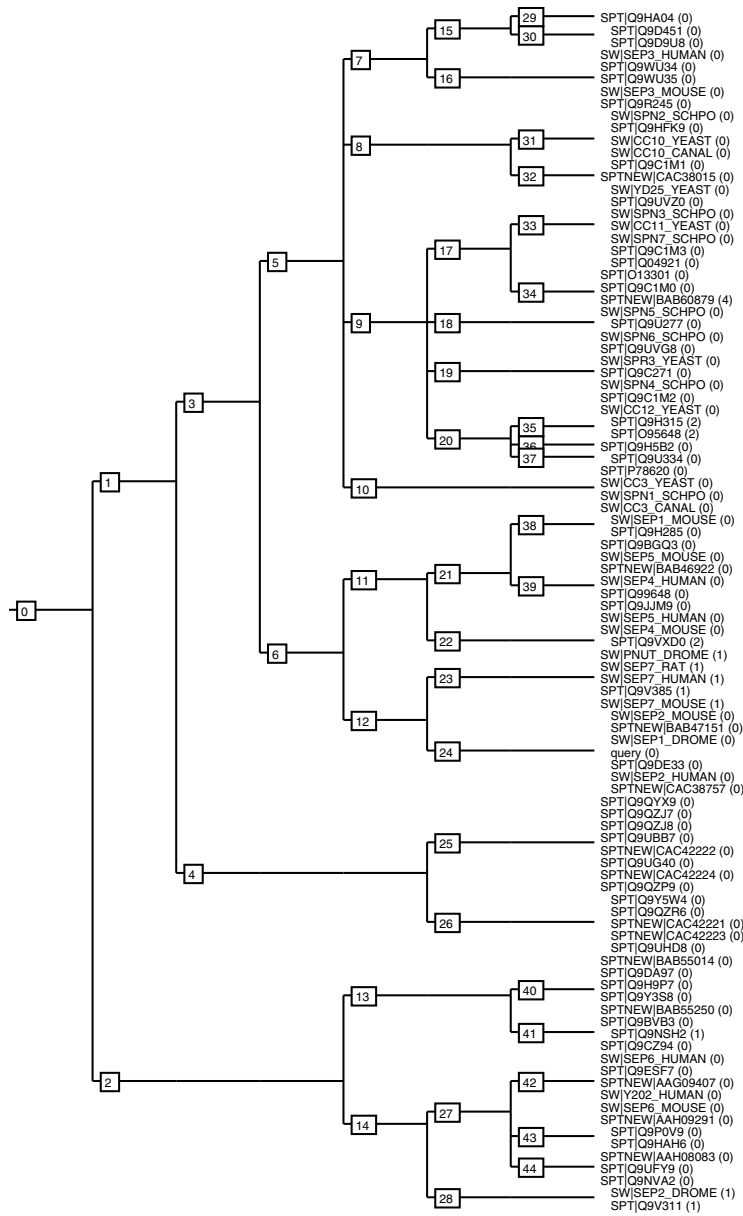 29
SPT|Q9HA04 (0)
15
SPT|Q9D451 (0)
30
SPT|Q9D9U8 (0)
7
SW|SEP3_HUMAN (0)
SPT|Q9WU34 (0)
16
SPT|Q9WU35 (0)
SW|SEP3_MOUSE (0)
SPT|Q9R245 (0)
SW|SPN2_SCHPO (0)
SPT|Q9HFK9 (0)
31
SW|CC10_YEAST (0)
8
SW|CC10_CANAL (0)
SPT|Q9C1M1 (0)
32
SPTNEW|CAC38015 (0)
SW|YD25_YEAST (0)
SPT|Q9UVZ0 (0)
SW|SPN3_SCHPO (0)
33
SW|CC11_YEAST (0)
SW|SPN7_SCHPO (0)
17
SPT|Q9C1M3 (0)
5
SPT|Q04921 (0)
SPT|O13301 (0)
SPT|Q9C1M0 (0)
34
SPTNEW|BAB60879 (4)
SW|SPN5_SCHPO (0)
9
18
SPT|Q9U277 (0)
SW|SPN6_SCHPO (0)
SPT|Q9UVG8 (0)
SW|SPR3_YEAST (0)
19
SPT|Q9C271 (0)
SW|SPN4_SCHPO (0)
SPT|Q9C1M2 (0)
3
SW|CC12_YEAST (0)
35
SPT|Q9H315 (2)
20
SPT|O95648 (2)
36
SPT|Q9H5B2 (0)
37
SPT|Q9U334 (0)
SPT|P78620 (0)
1
SW|CC3_YEAST (0)
10
SW|SPN1_SCHPO (0)
SW|CC3_CANAL (0)
38
SW|SEP1_MOUSE (0)
SPT|Q9H285 (0)
SPT|Q9BGQ3 (0)
SW|SEP5_MOUSE (0)
21
SPTNEW|BAB46922 (0)
11
SW|SEP4_HUMAN (0)
39
SPT|Q99648 (0)
SPT|Q9JJM9 (0)
0
SW|SEP5_HUMAN (0)
SW|SEP4_MOUSE (0)
22
SPT|Q9VXD0 (2)
6
SW|PNUT_DROME (1)
SW|SEP7_RAT (1)
23
SW|SEP7_HUMAN (1)
SPT|Q9V385 (1)
SW|SEP7_MOUSE (1)
12
SW|SEP2_MOUSE (0)
SPTNEW|BAB47151 (0)
SW|SEP1_DROME (0)
24
query (0)
SPT|Q9DE33 (0)
SW|SEP2_HUMAN (0)
SPTNEW|CAC38757 (0)
SPT|Q9QYX9 (0)
SPT|Q9QZJ7 (0)
SPT|Q9QZJ8 (0)
25
SPT|Q9UBB7 (0)
SPTNEW|CAC42222 (0)
SPT|Q9UG40 (0)
4
SPTNEW|CAC42224 (0)
SPT|Q9QZP9 (0)
SPT|Q9Y5W4 (0)
SPT|Q9QZR6 (0)
26
SPTNEW|CAC42221 (0)
SPTNEW|CAC42223 (0)
SPT|Q9UHD8 (0)
SPTNEW|BAB55014 (0)
SPT|Q9DA97 (0)
40
SPT|Q9H9P7 (0)
13
SPT|Q9Y3S8 (0)
SPTNEW|BAB55250 (0)
SPT|Q9BVB3 (0)
41
SPT|Q9NSH2 (1)
SPT|Q9CZ94 (0)
SW|SEP6_HUMAN (0)
SPT|Q9ESF7 (0)
2
42
SPTNEW|AAG09407 (0)
SW|Y202_HUMAN (0)
27
SW|SEP6_MOUSE (0)
14
SPTNEW|AAH09291 (0)
SPT|Q9P0V9 (0)
43
SPT|Q9HAH6 (0)
SPTNEW|AAH08083 (0)
44
SPT|Q9UFY9 (0)
SPT|Q9NVA2 (0)
28
SW|SEP2_DROME (1)
SPT|Q9V311 (1)